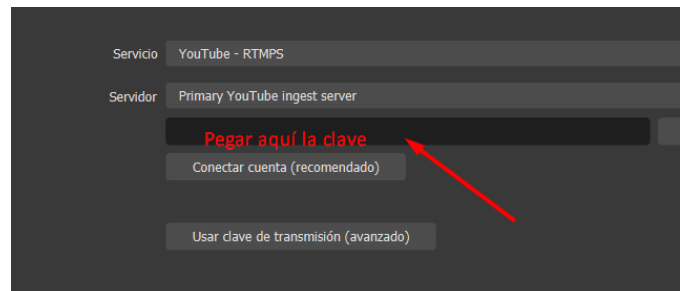 Servicio YouTube - RTMPS
Servidor Primary YouTube ingest server
Pegar aquí la clave
Conectar cuenta (recomendado)
Usar clave de transmisión (avanzado)